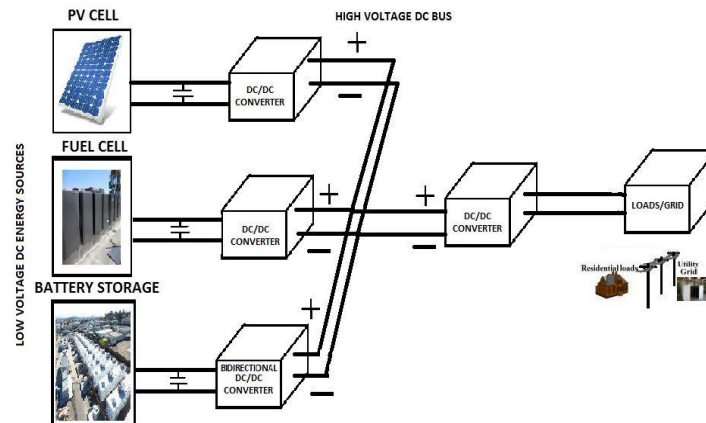 PV CELL
HIGH VOLTAGE DC BUS
+
DC/DC
CONVERTER
−
LOW VOLTAGE DC ENERGY SOURCES
FUEL CELL
+
+
DC/DC
CONVERTER
DC/DC
CONVERTER
LOADS/GRID
−
−
Residential loads
Utility
Grid
BATTERY STORAGE
+
BIDIRECTIONAL
DC/DC
CONVERTER
−